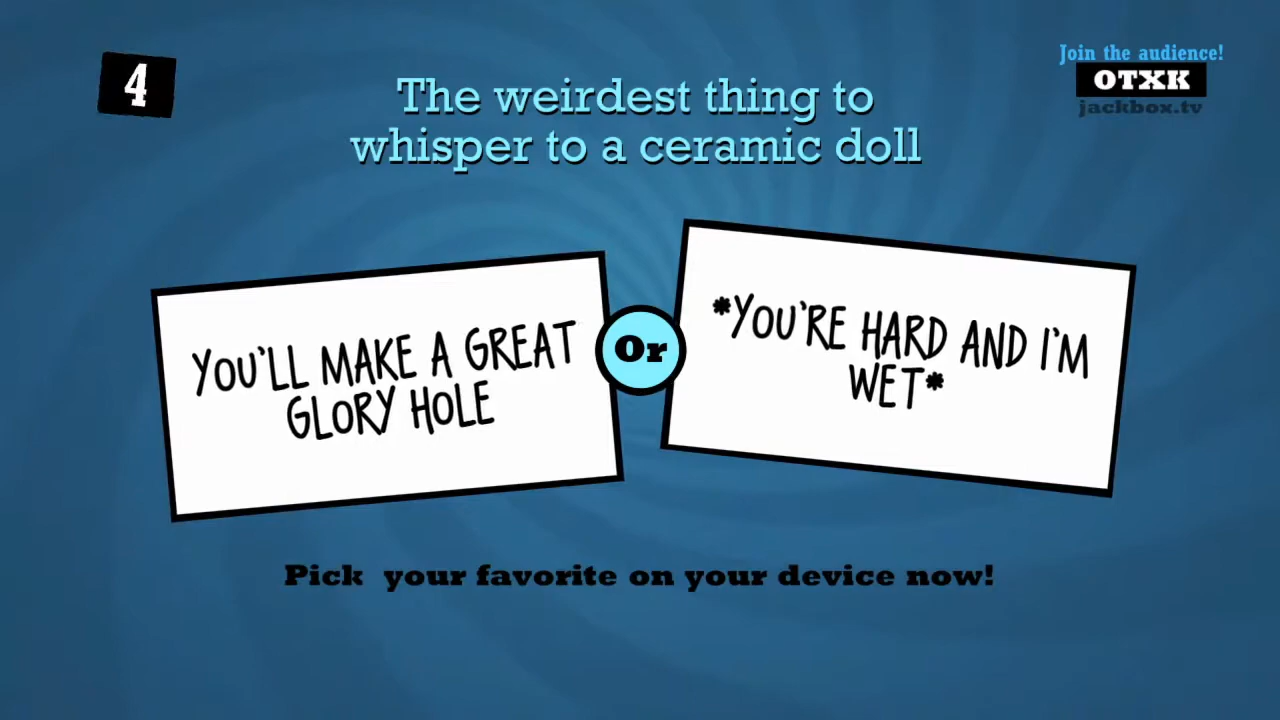 4
Join the audience!
OTXK
jackbox.tv
The weirdest thing to
whisper to a ceramic doll
YOU'LL MAKE A GREAT
GLORY HOLE
Or
*YOU'RE HARD AND I'M
WET*
Pick your favorite on your device now!